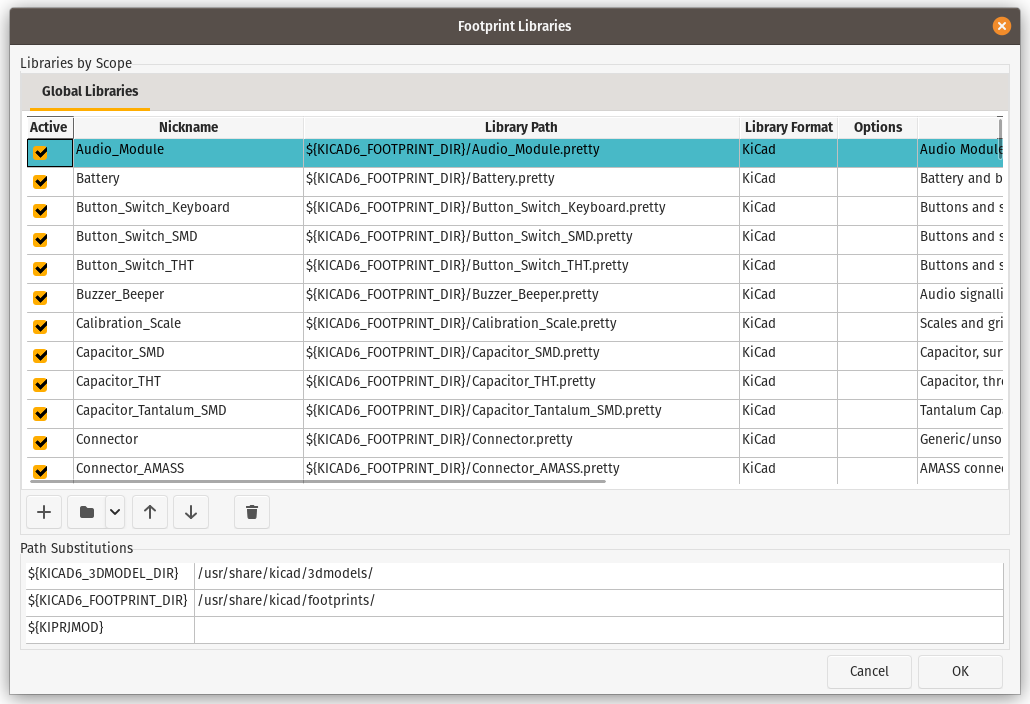 Footprint Libraries
Libraries by Scope
Global Libraries
Active Nickname Library Path Library Format Options
Audio_Module ${KICAD6_FOOTPRINT_DIR}/Audio_Module.pretty KiCad Audio Module
Battery ${KICAD6_FOOTPRINT_DIR}/Battery.pretty KiCad Battery and b
Button_Switch_Keyboard ${KICAD6_FOOTPRINT_DIR}/Button_Switch_Keyboard.pretty KiCad Buttons and s
Button_Switch_SMD ${KICAD6_FOOTPRINT_DIR}/Button_Switch_SMD.pretty KiCad Buttons and s
Button_Switch_THT ${KICAD6_FOOTPRINT_DIR}/Button_Switch_THT.pretty KiCad Buttons and s
Buzzer_Beeper ${KICAD6_FOOTPRINT_DIR}/Buzzer_Beeper.pretty KiCad Audio signalli
Calibration_Scale ${KICAD6_FOOTPRINT_DIR}/Calibration_Scale.pretty KiCad Scales and gri
Capacitor_SMD ${KICAD6_FOOTPRINT_DIR}/Capacitor_SMD.pretty KiCad Capacitor, sur
Capacitor_THT ${KICAD6_FOOTPRINT_DIR}/Capacitor_THT.pretty KiCad Capacitor, thr
Capacitor_Tantalum_SMD ${KICAD6_FOOTPRINT_DIR}/Capacitor_Tantalum_SMD.pretty KiCad Tantalum Cap
Connector ${KICAD6_FOOTPRINT_DIR}/Connector.pretty KiCad Generic/unso
Connector_AMASS ${KICAD6_FOOTPRINT_DIR}/Connector_AMASS.pretty KiCad AMASS connec
Path Substitutions
${KICAD6_3DMODEL_DIR} /usr/share/kicad/3dmodels/
${KICAD6_FOOTPRINT_DIR} /usr/share/kicad/footprints/
${KIPRJMOD}
Cancel OK